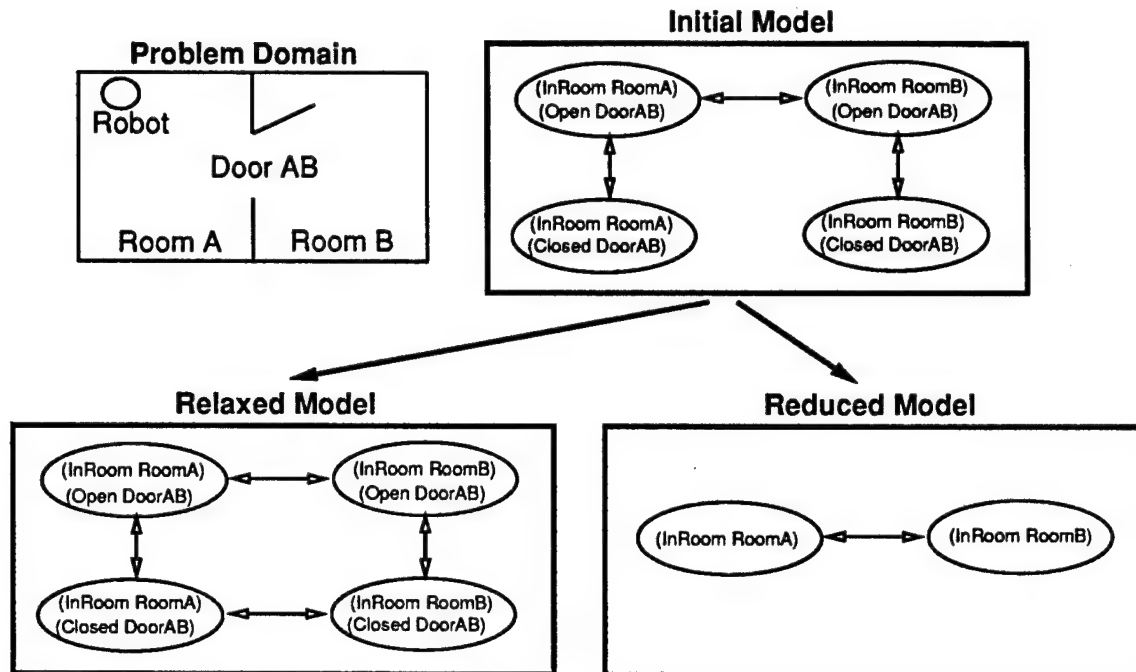 Problem Domain
Robot
Door AB
Room A
Room B
Initial Model
(InRoom RoomA)
(Open DoorAB)
(InRoom RoomB)
(Open DoorAB)
(InRoom RoomA)
(Closed DoorAB)
(InRoom RoomB)
(Closed DoorAB)
Relaxed Model
(InRoom RoomA)
(Open DoorAB)
(InRoom RoomB)
(Open DoorAB)
(InRoom RoomA)
(Closed DoorAB)
(InRoom RoomB)
(Closed DoorAB)
Reduced Model
(InRoom RoomA)
(InRoom RoomB)